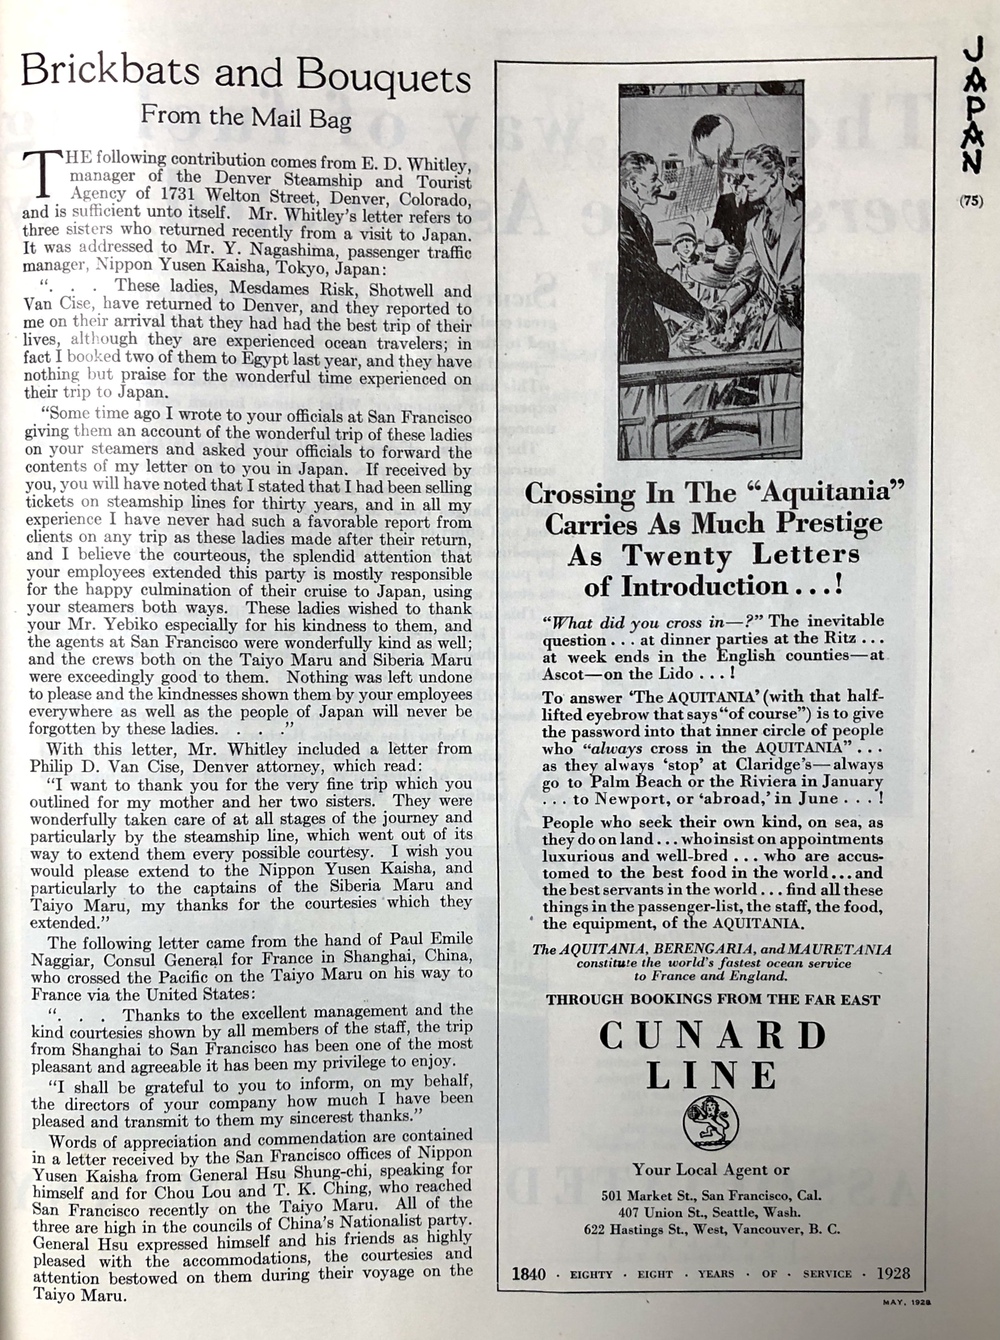 Brickbats and Bouquets
From the Mail Bag
THE following contribution comes from E. D. Whitley,
manager of the Denver Steamship and Tourist
Agency of 1731 Welton Street, Denver, Colorado,
and is sufficient unto itself. Mr. Whitley's letter refers to
three sisters who returned recently from a visit to Japan.
It was addressed to Mr. Y. Nagashima, passenger traffic
manager, Nippon Yusen Kaisha, Tokyo, Japan:
". . . These ladies, Mesdames Risk, Shotwell and
Van Cise, have returned to Denver, and they reported to
me on their arrival that they had had the best trip of their
lives, although they are experienced ocean travelers; in
fact I booked two of them to Egypt last year, and they have
nothing but praise for the wonderful time experienced on
their trip to Japan.
"Some time ago I wrote to your officials at San Francisco
giving them an account of the wonderful trip of these ladies
on your steamers and asked your officials to forward the
contents of my letter on to you in Japan. If received by
you, you will have noted that I stated that I had been selling
tickets on steamship lines for thirty years, and in all my
experience I have never had such a favorable report from
clients on any trip as these ladies made after their return,
and I believe the courteous, the splendid attention that
your employees extended this party is mostly responsible
for the happy culmination of their cruise to Japan, using
your steamers both ways. These ladies wished to thank
your Mr. Yebiko especially for his kindness to them, and
the agents at San Francisco were wonderfully kind as well;
and the crews both on the Taiyo Maru and Siberia Maru
were exceedingly good to them. Nothing was left undone
to please and the kindnesses shown them by your employees
everywhere as well as the people of Japan will never be
forgotten by these ladies. . . ."
With this letter, Mr. Whitley included a letter from
Philip D. Van Cise, Denver attorney, which read:
"I want to thank you for the very fine trip which you
outlined for my mother and her two sisters. They were
wonderfully taken care of at all stages of the journey and
particularly by the steamship line, which went out of its
way to extend them every possible courtesy. I wish you
would please extend to the Nippon Yusen Kaisha, and
particularly to the captains of the Siberia Maru and
Taiyo Maru, my thanks for the courtesies which they
extended."
The following letter came from the hand of Paul Emile
Naggiar, Consul General for France in Shanghai, China,
who crossed the Pacific on the Taiyo Maru on his way to
France via the United States:
". . . Thanks to the excellent management and the
kind courtesies shown by all members of the staff, the trip
from Shanghai to San Francisco has been one of the most
pleasant and agreeable it has been my privilege to enjoy.
"I shall be grateful to you to inform, on my behalf,
the directors of your company how much I have been
pleased and transmit to them my sincerest thanks."
Words of appreciation and commendation are contained
in a letter received by the San Francisco offices of Nippon
Yusen Kaisha from General Hsu Shung-chi, speaking for
himself and for Chou Lou and T. K. Ching, who reached
San Francisco recently on the Taiyo Maru. All of the
three are high in the councils of China's Nationalist party.
General Hsu expressed himself and his friends as highly
pleased with the accommodations, the courtesies and
attention bestowed on them during their voyage on the
Taiyo Maru.
Crossing In The "Aquitania"
Carries As Much Prestige
As Twenty Letters
of Introduction . . . !
"What did you cross in—?" The inevitable
question . . . at dinner parties at the Ritz . . .
at week ends in the English counties—at
Ascot—on the Lido . . . !
To answer 'The AQUITANIA' (with that half-
lifted eyebrow that says "of course") is to give
the password into that inner circle of people
who "always cross in the AQUITANIA" . . .
as they always 'stop' at Claridge's—always
go to Palm Beach or the Riviera in January
. . . to Newport, or 'abroad,' in June . . . !
People who seek their own kind, on sea, as
they do on land . . . who insist on appointments
luxurious and well-bred . . . who are accus-
tomed to the best food in the world . . . and
the best servants in the world . . . find all these
things in the passenger-list, the staff, the food,
the equipment, of the AQUITANIA.
The AQUITANIA, BERENGARIA, and MAURETANIA
constitute the world's fastest ocean service
to France and England.
THROUGH BOOKINGS FROM THE FAR EAST
CUNARD
LINE
Your Local Agent or
501 Market St., San Francisco, Cal.
407 Union St., Seattle, Wash.
622 Hastings St., West, Vancouver, B. C.
1840 · EIGHTY · EIGHT · YEARS · OF · SERVICE · 1928
JAPAN
(75)
MAY, 1928